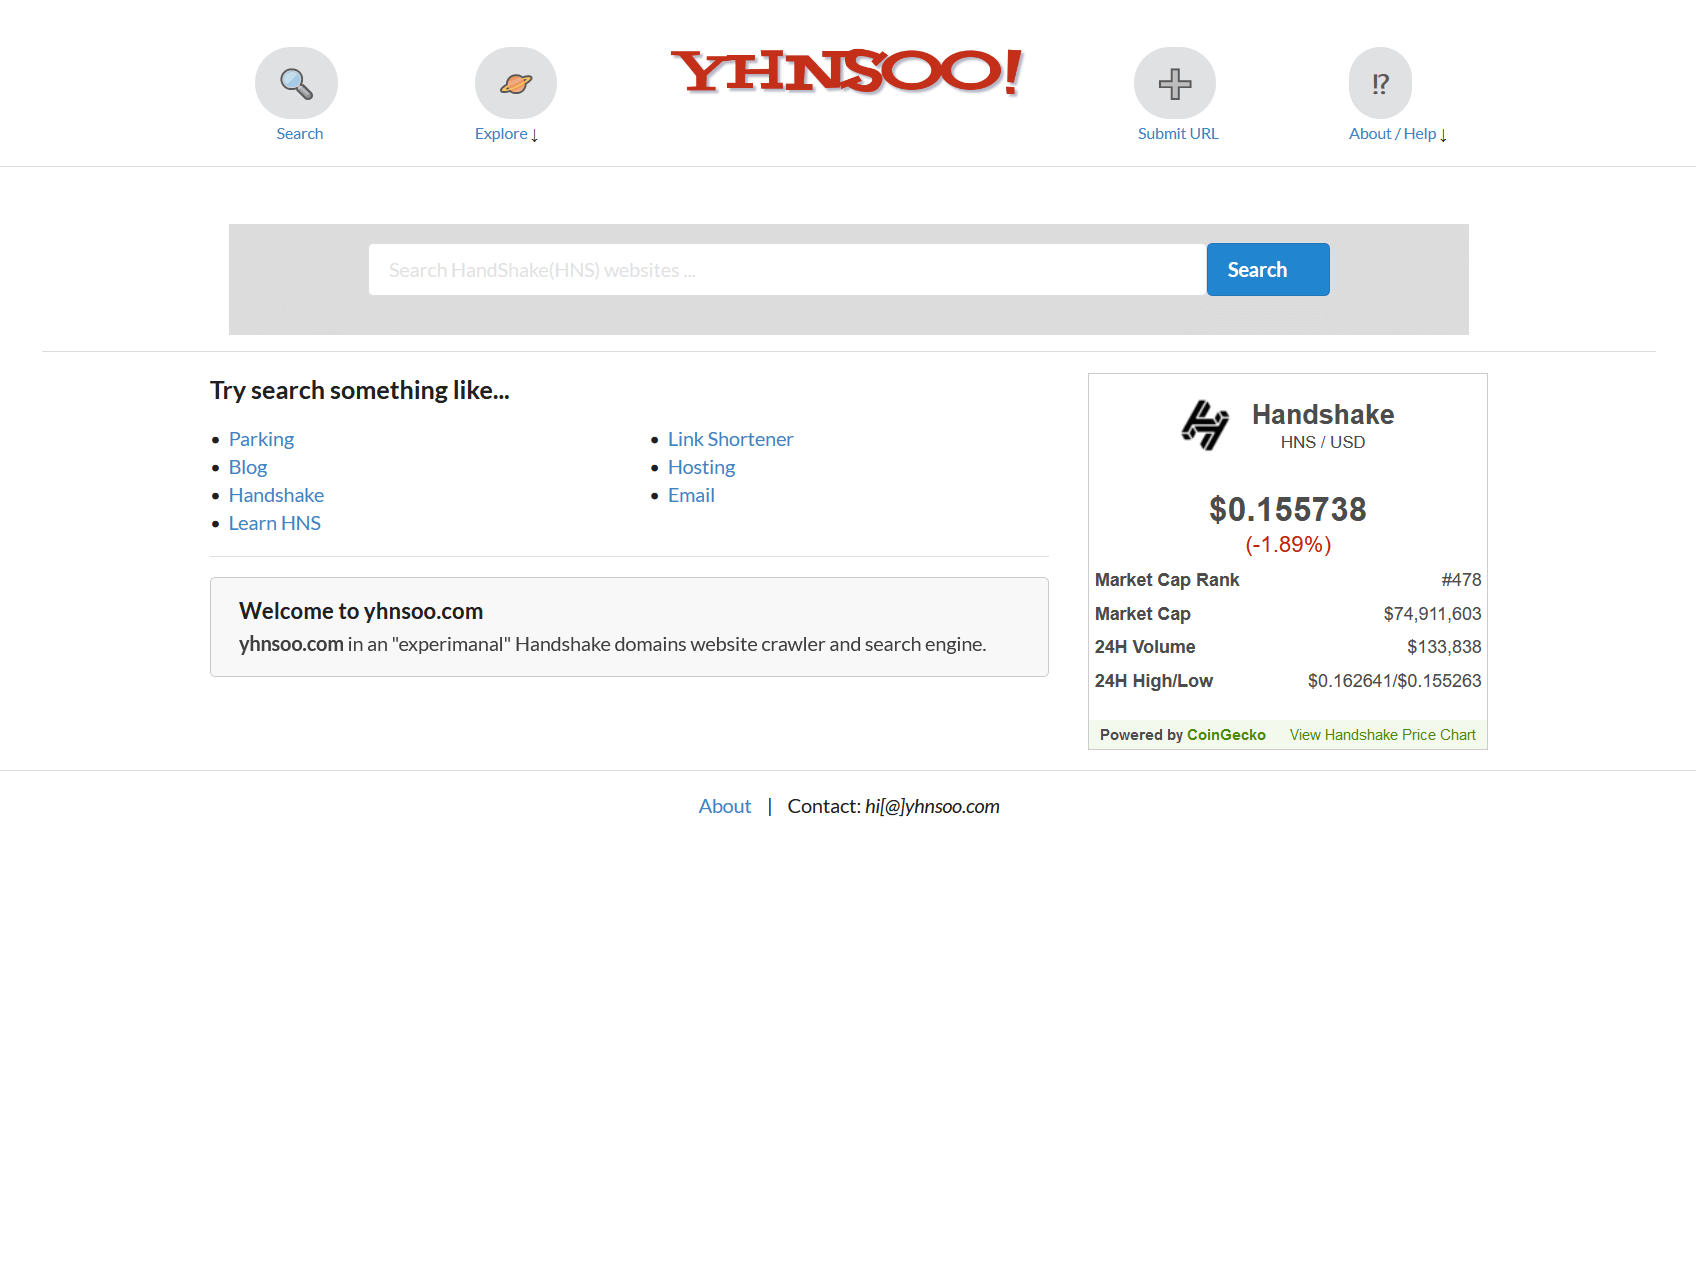 YHNSOO!
Search
Explore ↓
Submit URL
⁉
About / Help ↓
Search HandShake(HNS) websites ...
Search
Try search something like...
Parking
Blog
Handshake
Learn HNS
Link Shortener
Hosting
Email
Welcome to yhnsoo.com
yhnsoo.com in an "experimanal" Handshake domains website crawler and search engine.
Handshake
HNS / USD
$0.155738
(-1.89%)
Market Cap Rank #478
Market Cap $74,911,603
24H Volume $133,838
24H High/Low $0.162641/$0.155263
Powered by CoinGecko View Handshake Price Chart
About | Contact: hi[@]yhnsoo.com